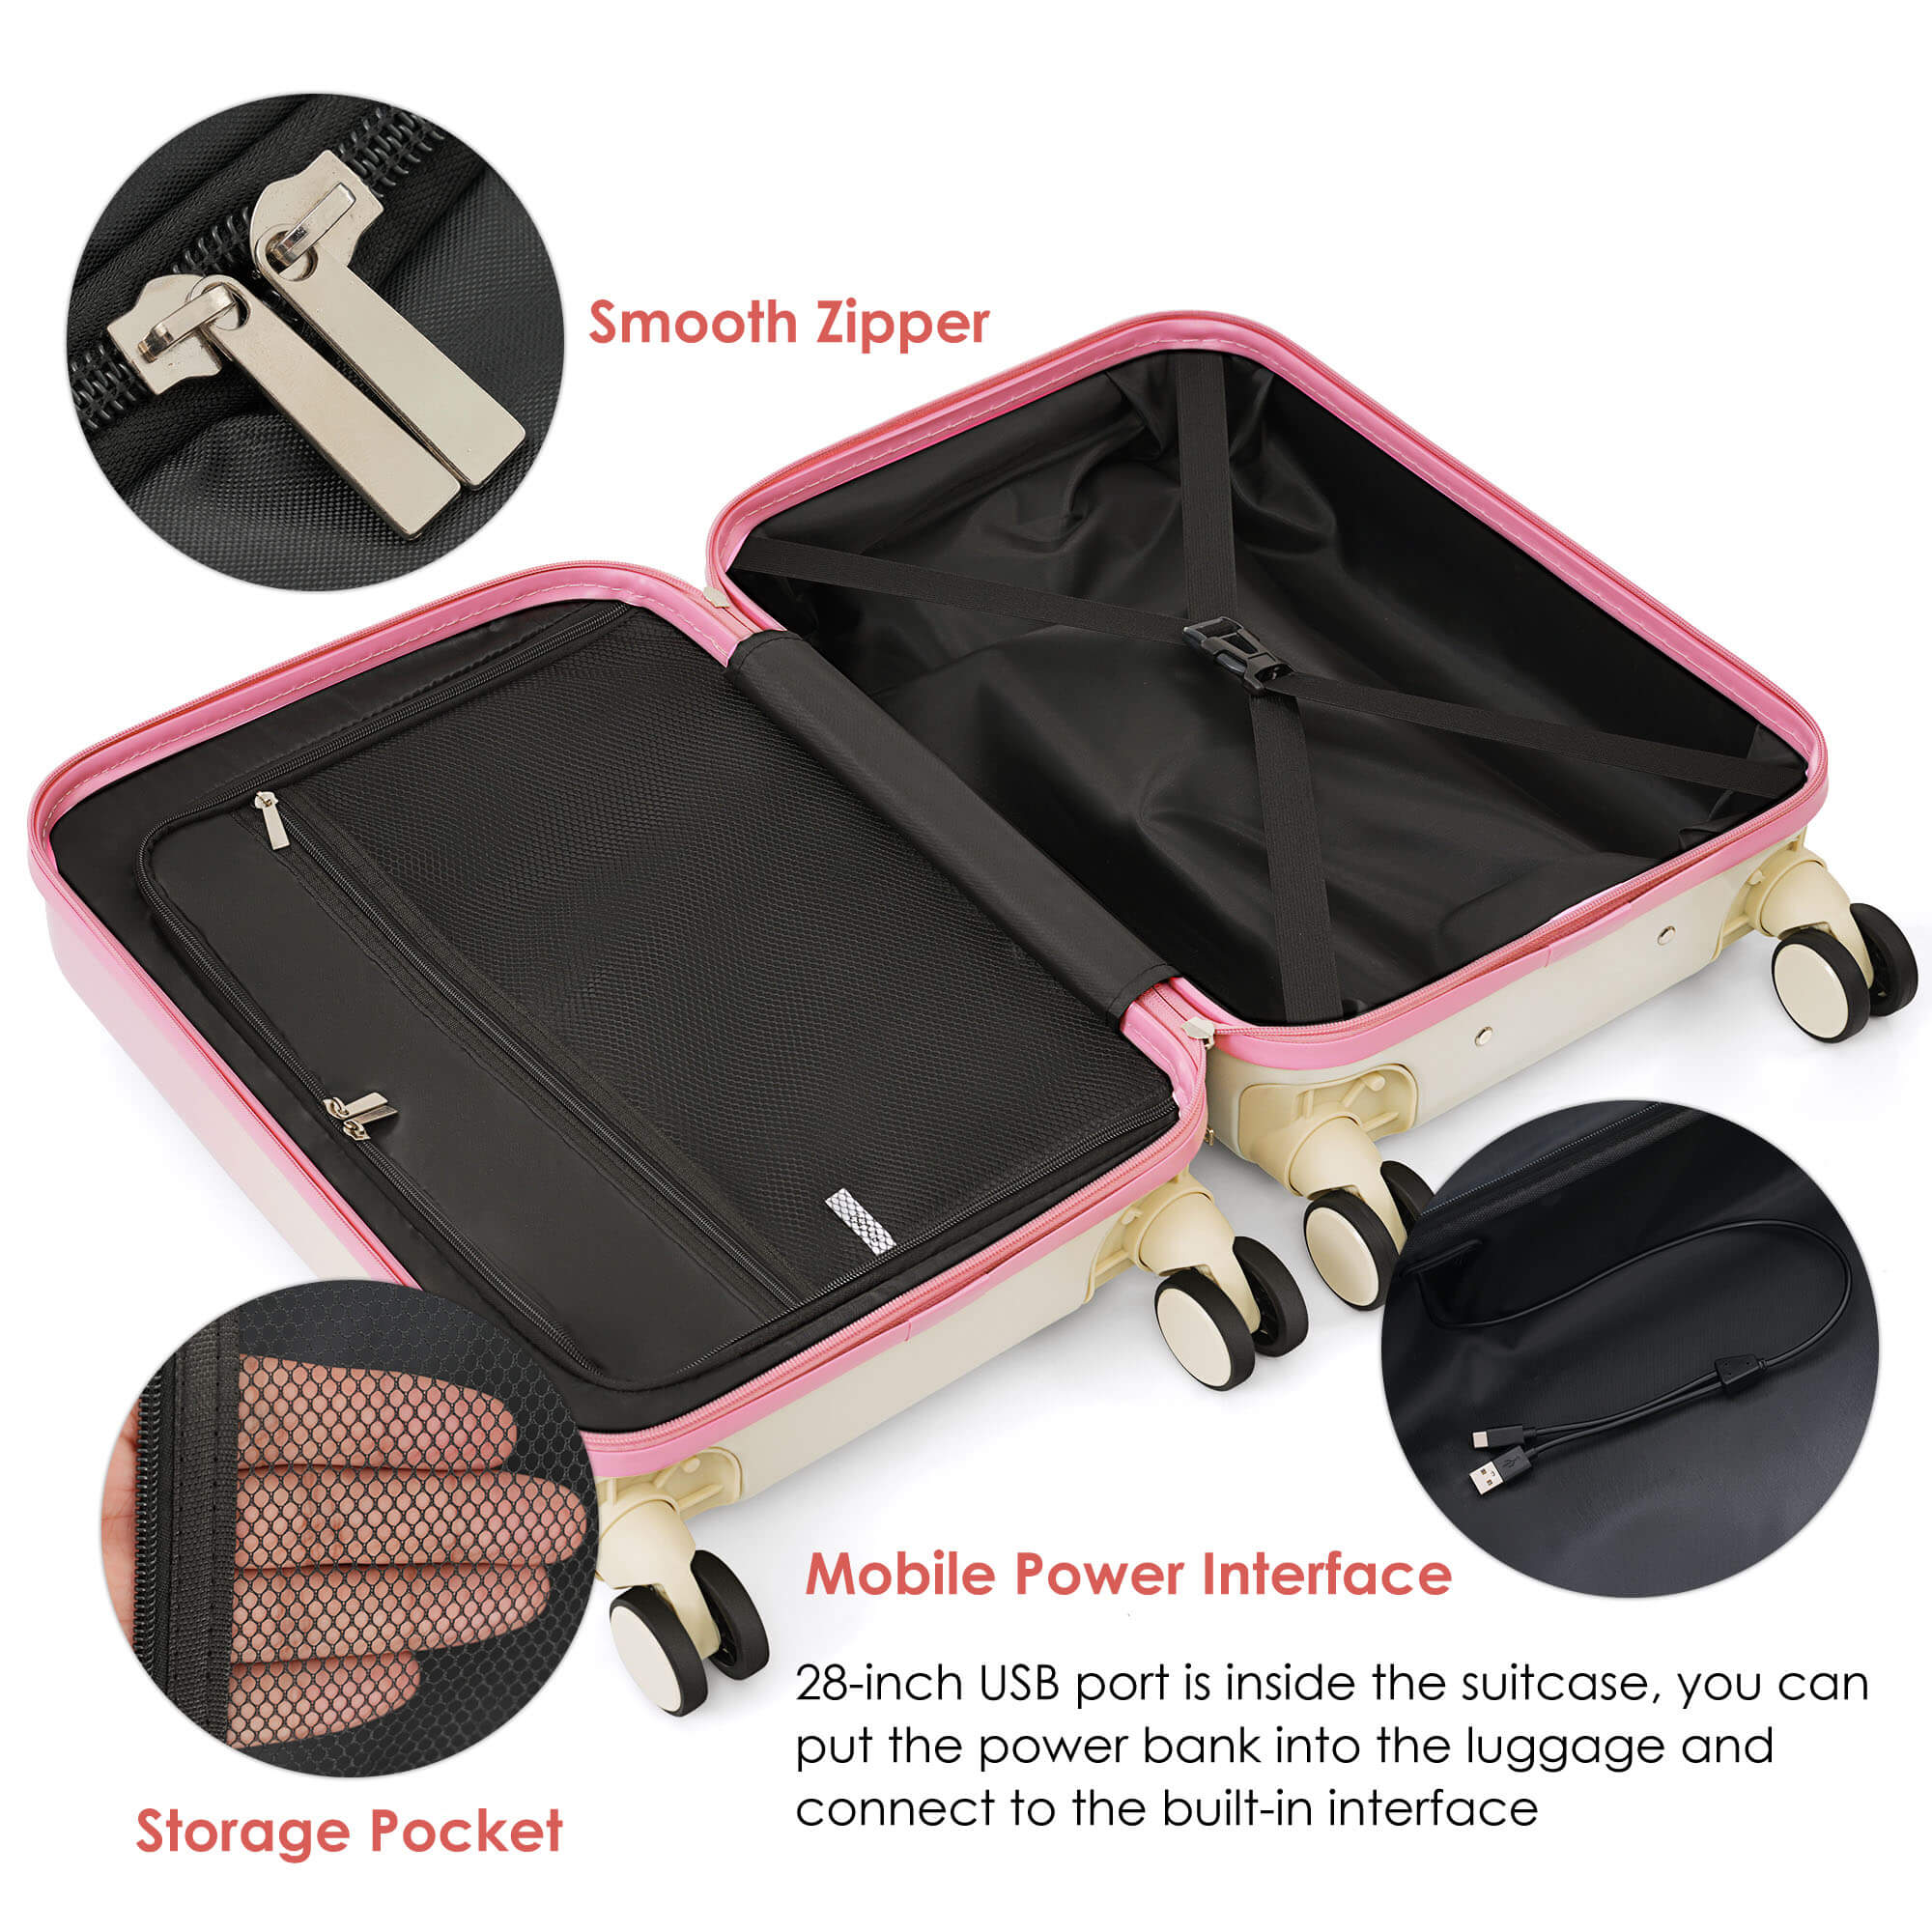 Smooth Zipper
Mobile Power Interface
28-inch USB port is inside the suitcase, you can
put the power bank into the luggage and
connect to the built-in interface
Storage Pocket